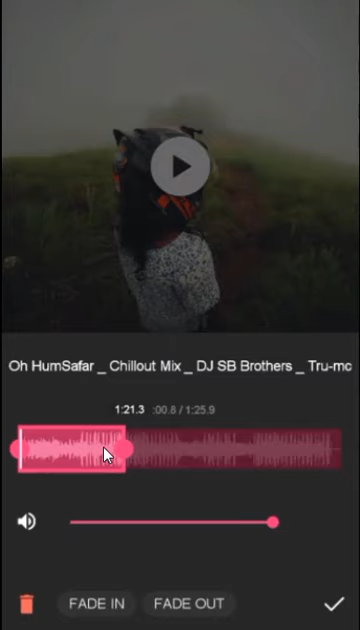 Oh HumSafar _ Chillout Mix _ DJ SB Brothers _ Tru-mc
1:21.3 :00.8 / 1:25.9
FADE IN FADE OUT